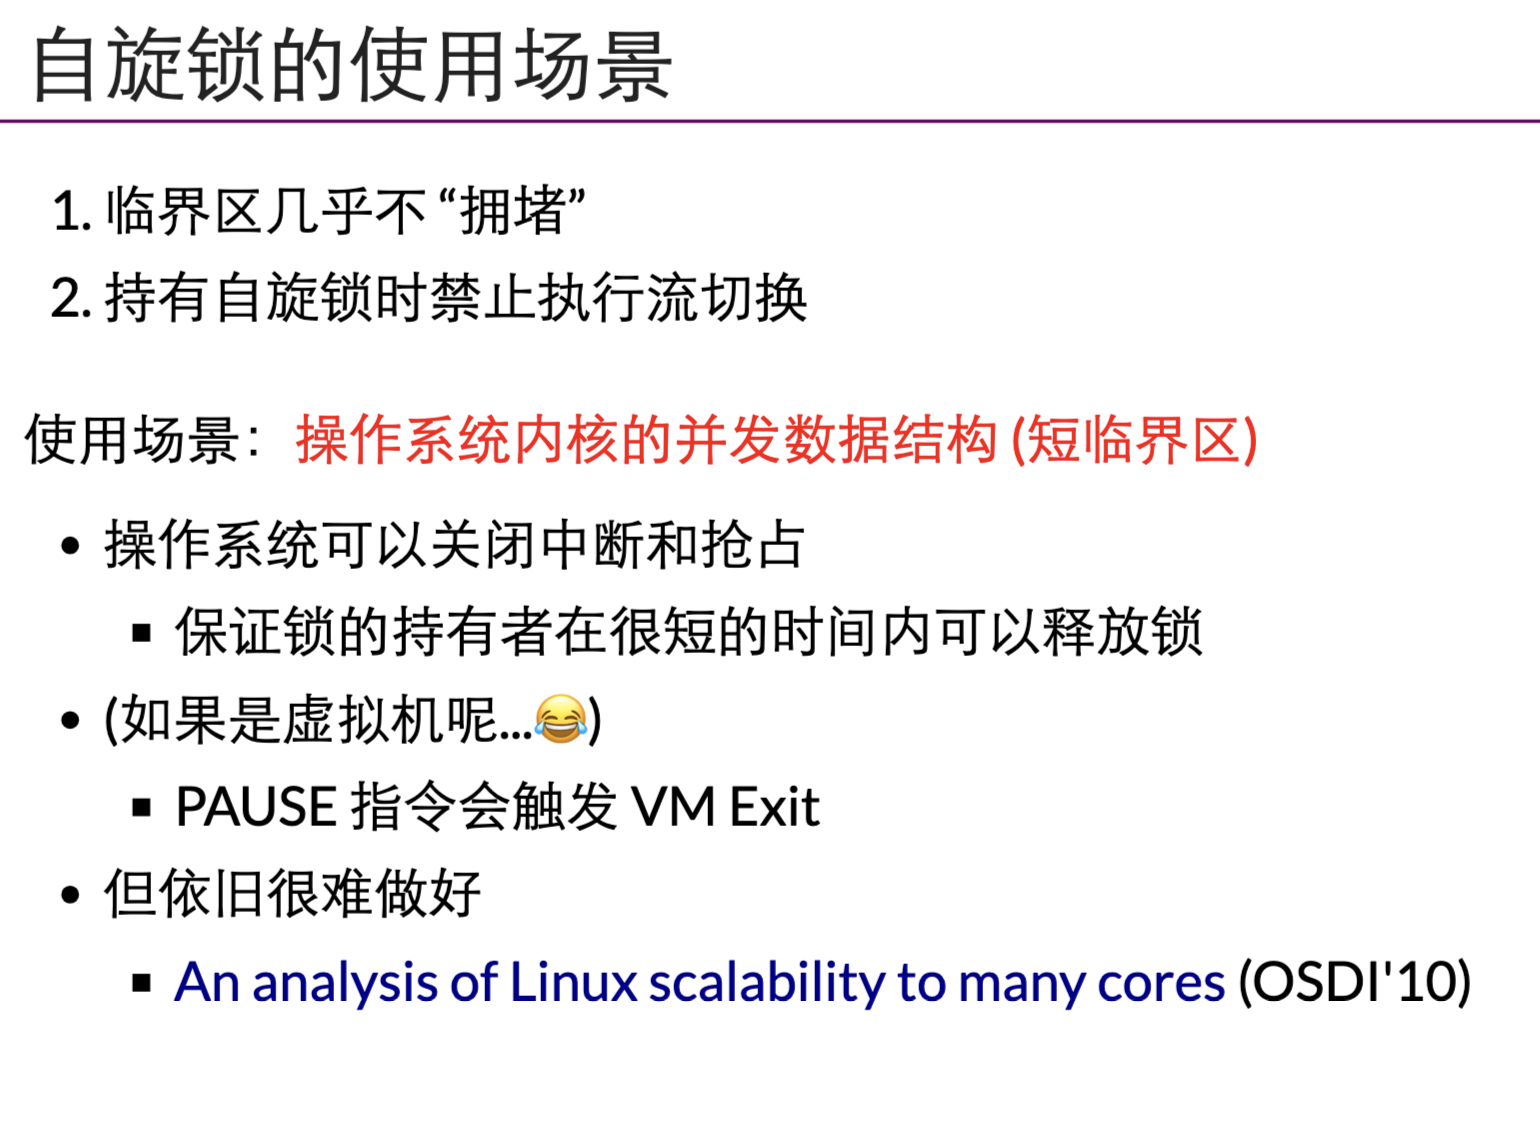 自旋锁的使用场景
1. 临界区几乎不 “拥堵”
2. 持有自旋锁时禁止执行流切换
使用场景：操作系统内核的并发数据结构 (短临界区)
• 操作系统可以关闭中断和抢占
▪ 保证锁的持有者在很短的时间内可以释放锁
• (如果是虚拟机呢...😂)
▪ PAUSE 指令会触发 VM Exit
• 但依旧很难做好
▪ An analysis of Linux scalability to many cores (OSDI'10)